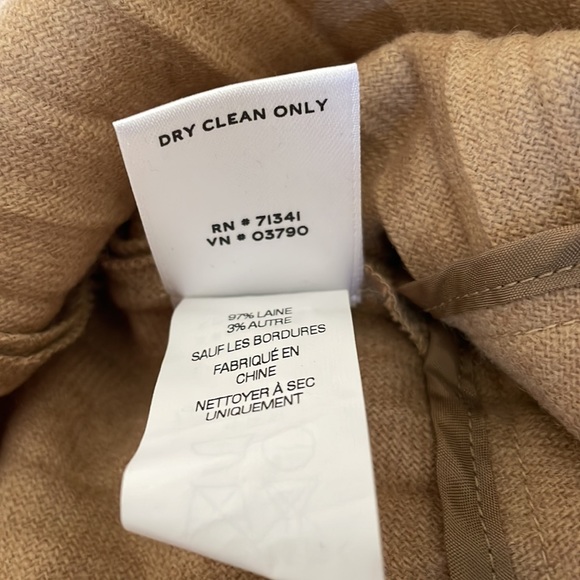 DRY CLEAN ONLY
RN # 71341
VN # 03790
97% LAINE
3% AUTRE
SAUF LES BORDURES
FABRIQUÉ EN
CHINE
NETTOYER À SEC
UNIQUEMENT